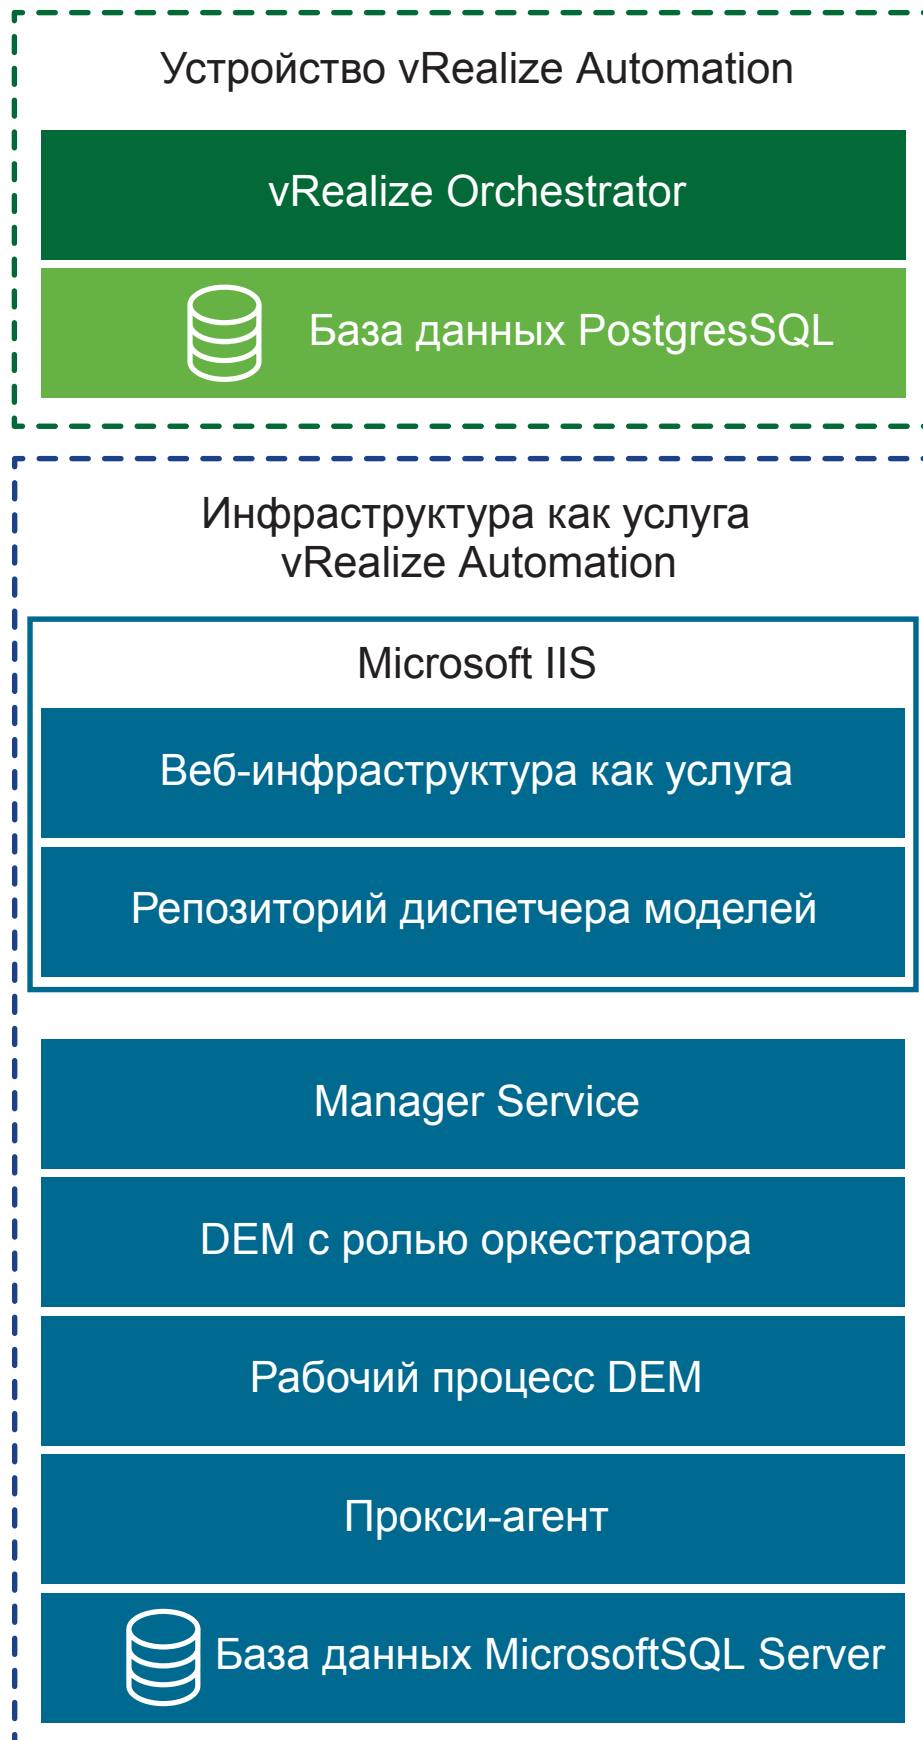 Устройство vRealize Automation
vRealize Orchestrator
База данных PostgresSQL
Инфраструктура как услуга
vRealize Automation
Microsoft IIS
Веб-инфраструктура как услуга
Репозиторий диспетчера моделей
Manager Service
DEM с ролью оркестратора
Рабочий процесс DEM
Прокси-агент
База данных MicrosoftSQL Server